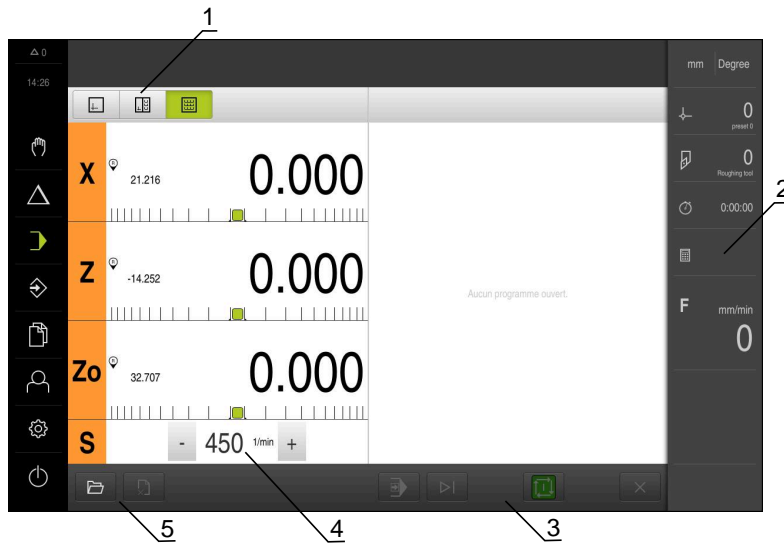 1
△ 0
mm Degree
14:26
0
preset 0
X
R
21.216
0.000
0
Roughing tool
2
0:00:00
Z
R
-14.252
0.000
Aucun programme ouvert.
F
mm/min
0
Zo
R
32.707
0.000
S
- 450 1/min +
5
4
3